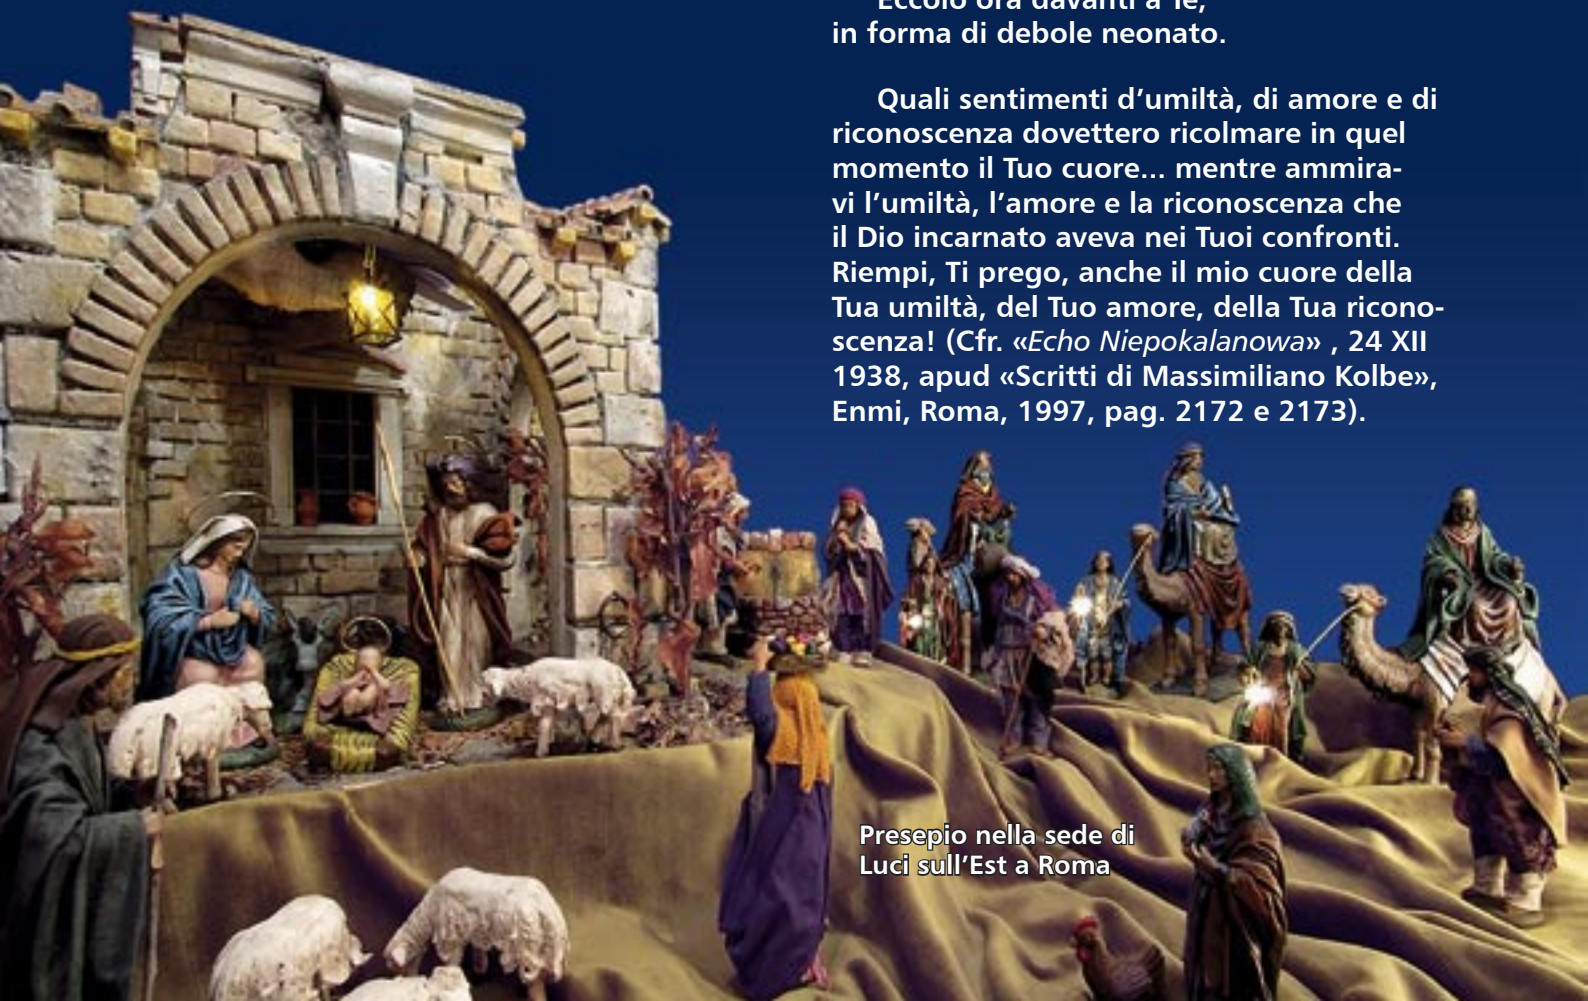 Eccolo ora davanti a Te,
in forma di debole neonato.
Quali sentimenti d'umiltà, di amore e di
riconoscenza dovettero ricolmare in quel
momento il Tuo cuore... mentre ammira-
vi l'umiltà, l'amore e la riconoscenza che
il Dio incarnato aveva nei Tuoi confronti.
Riempi, Ti prego, anche il mio cuore della
Tua umiltà, del Tuo amore, della Tua ricono-
scenza! (Cfr. «Echo Niepokalanowa» , 24 XII
1938, apud «Scritti di Massimiliano Kolbe»,
Enmi, Roma, 1997, pag. 2172 e 2173).
Presepio nella sede di
Luci sull'Est a Roma